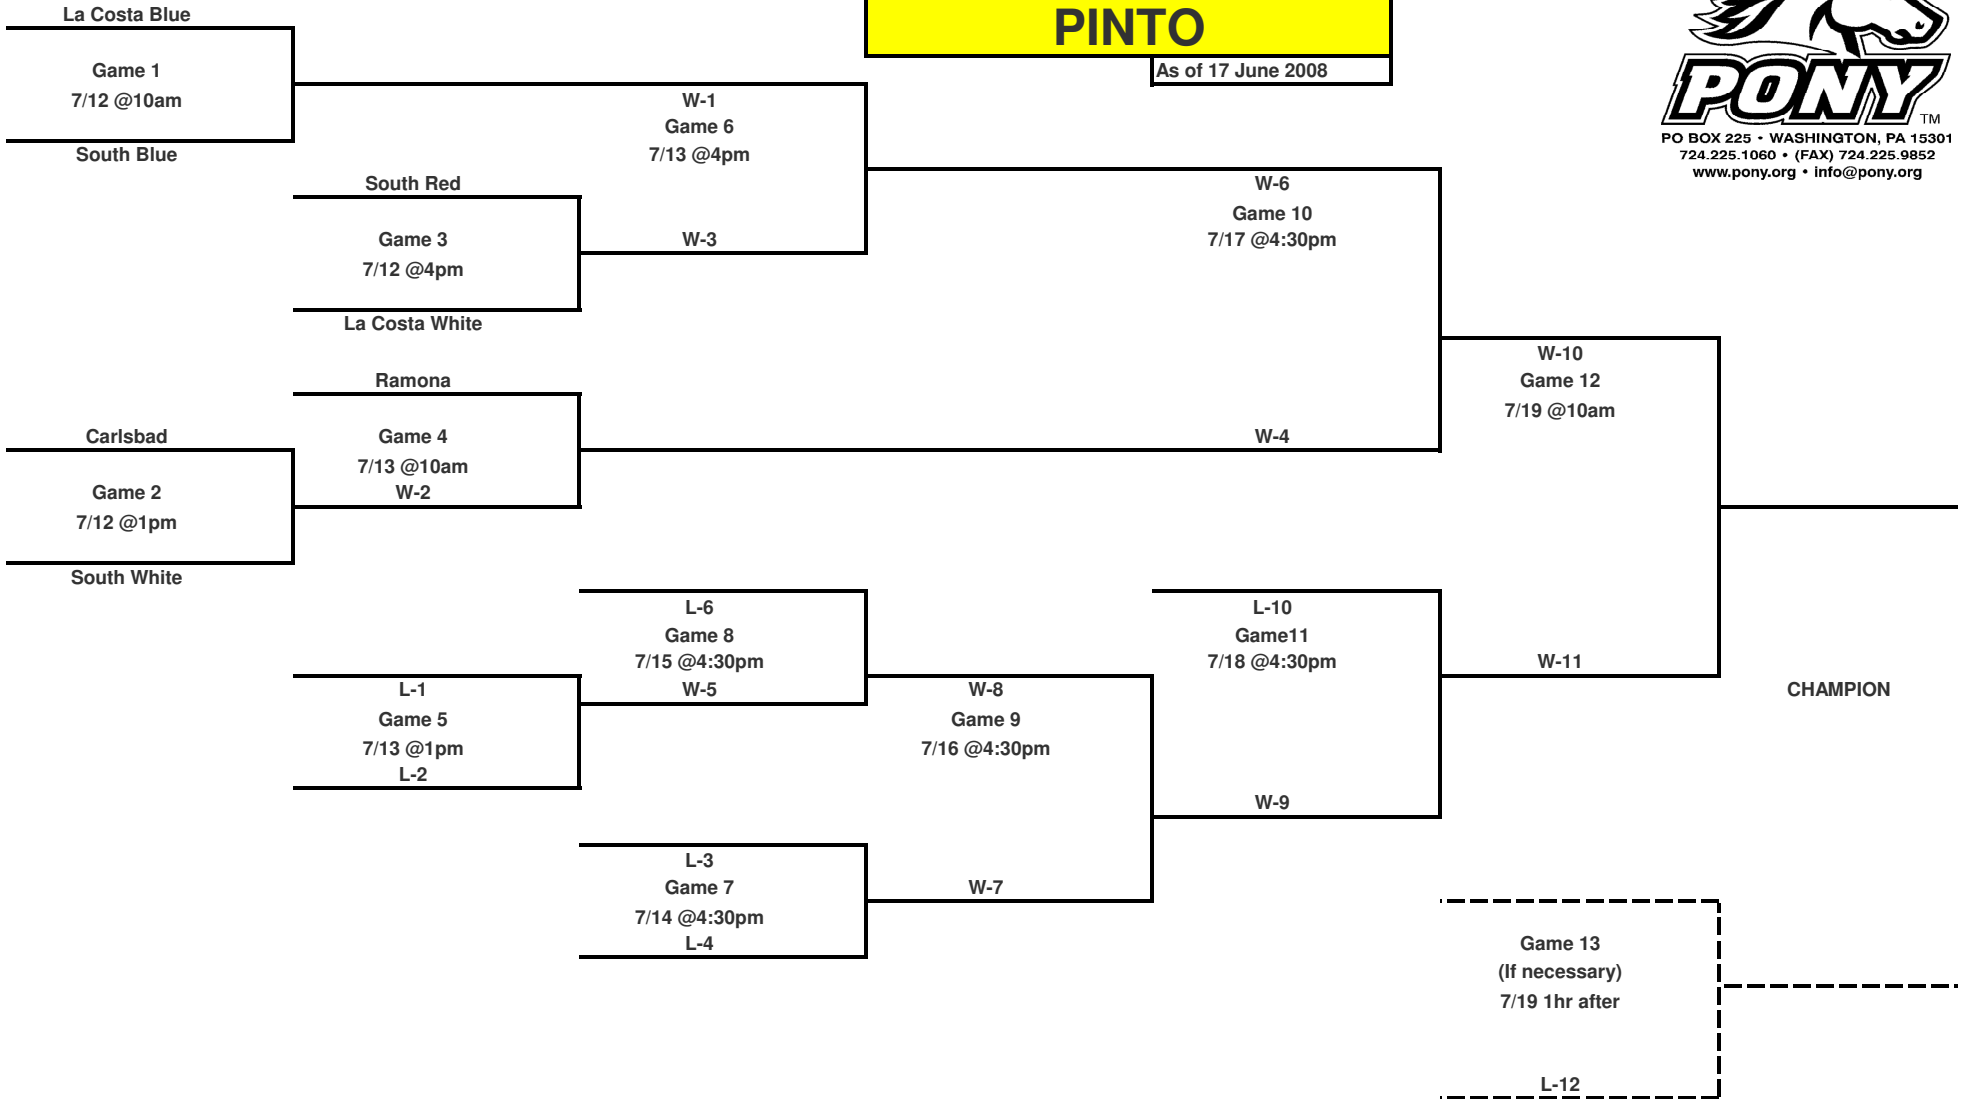 La Costa Blue
PINTO
As of 17 June 2008
Game 1
7/12 @10am
South Blue
PONY
TM
PO BOX 225 • WASHINGTON, PA 15301
724.225.1060 • (FAX) 724.225.9852
www.pony.org • info@pony.org
W-1
Game 6
7/13 @4pm
W-3
South Red
Game 3
7/12 @4pm
La Costa White
W-6
Game 10
7/17 @4:30pm
W-4
Ramona
Game 4
7/13 @10am
W-2
Carlsbad
Game 2
7/12 @1pm
South White
W-10
Game 12
7/19 @10am
W-11
CHAMPION
L-6
Game 8
7/15 @4:30pm
W-5
L-10
Game11
7/18 @4:30pm
W-9
L-1
Game 5
7/13 @1pm
L-2
W-8
Game 9
7/16 @4:30pm
W-7
L-3
Game 7
7/14 @4:30pm
L-4
Game 13
(If necessary)
7/19 1hr after
L-12